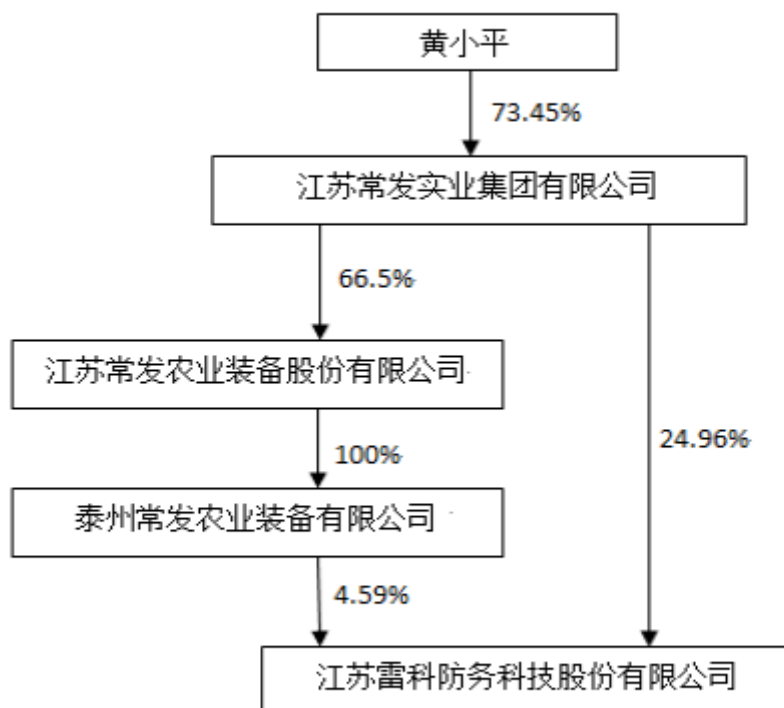 黄小平
73.45%
江苏常发实业集团有限公司
66.5%
江苏常发农业装备股份有限公司
24.96%
100%
泰州常发农业装备有限公司
4.59%
江苏雷科防务科技股份有限公司